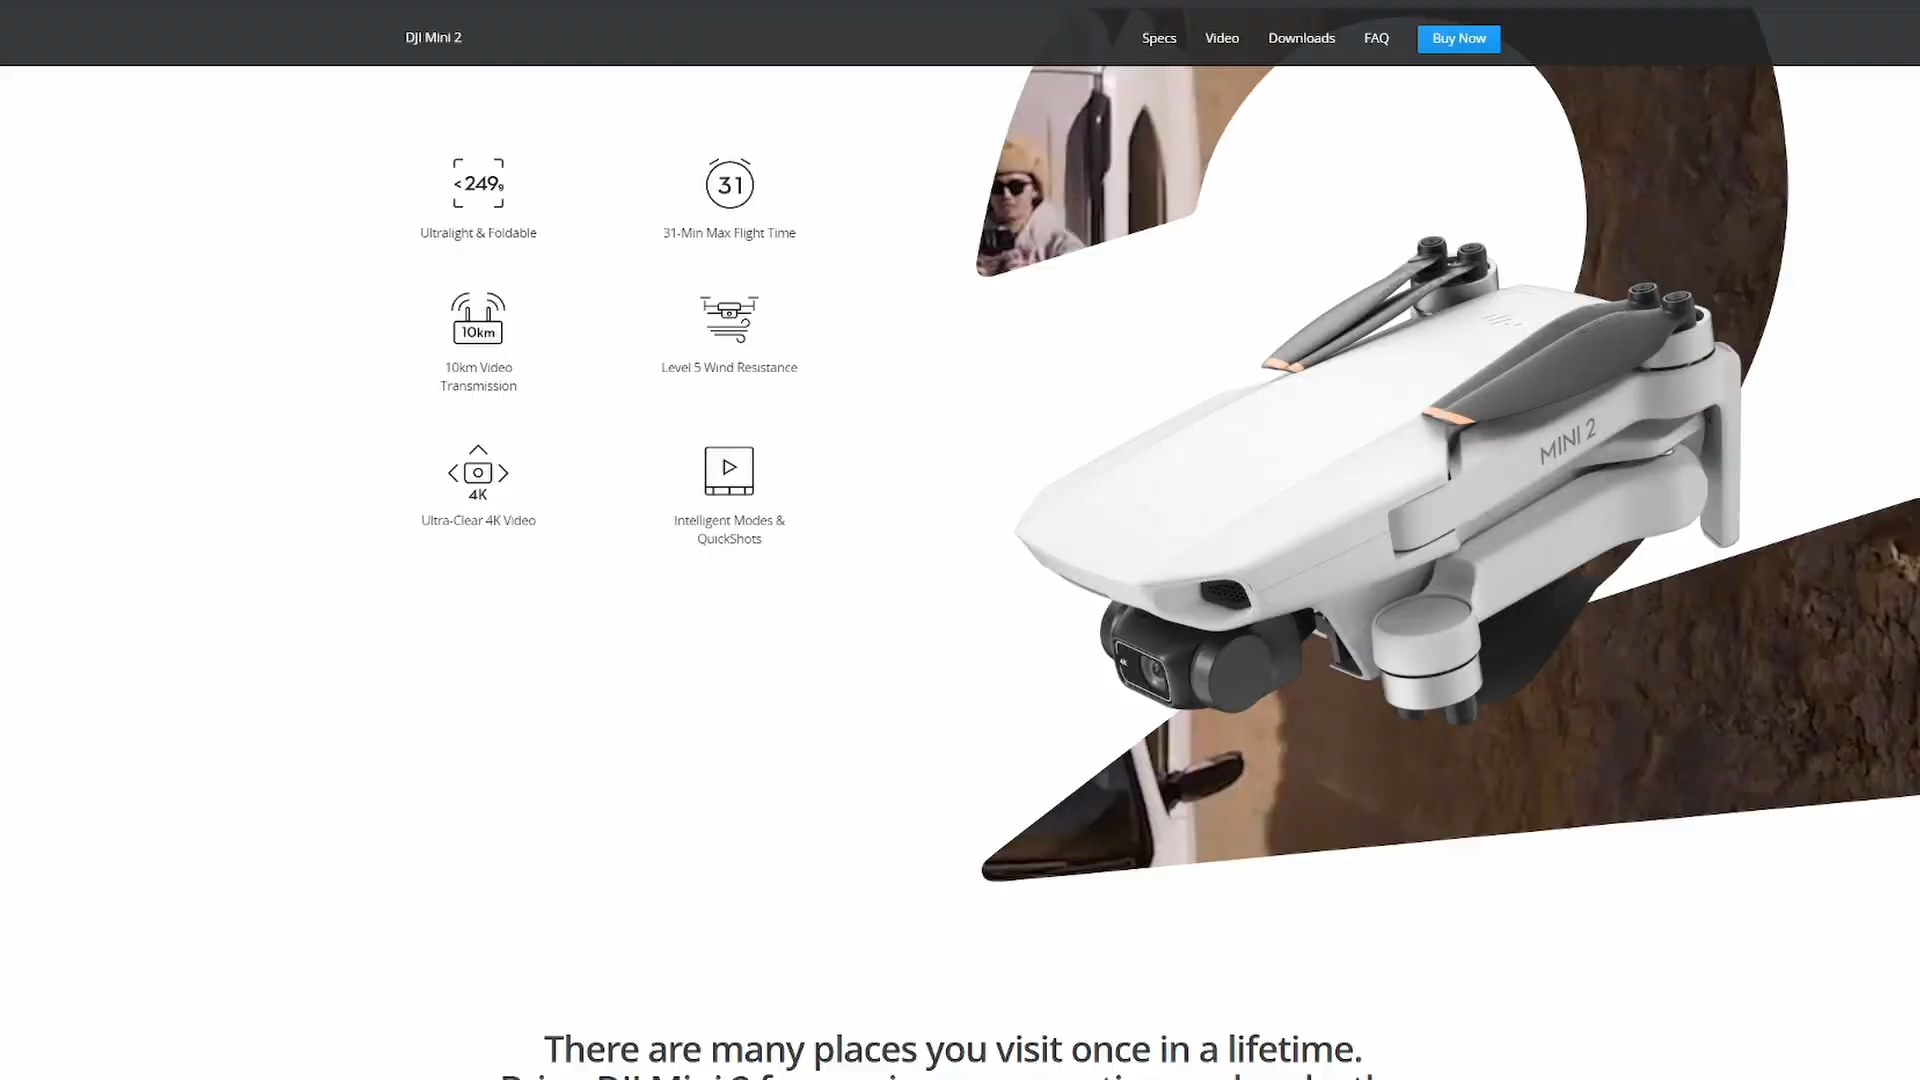 DJI Mini 2
Specs
Video
Downloads
FAQ
Buy Now
<249g
Ultralight & Foldable
31
31-Min Max Flight Time
10km
10km Video
Transmission
Level 5 Wind Resistance
4K
Ultra-Clear 4K Video
Intelligent Modes &
QuickShots
MINI 2
4K
There are many places you visit once in a lifetime.